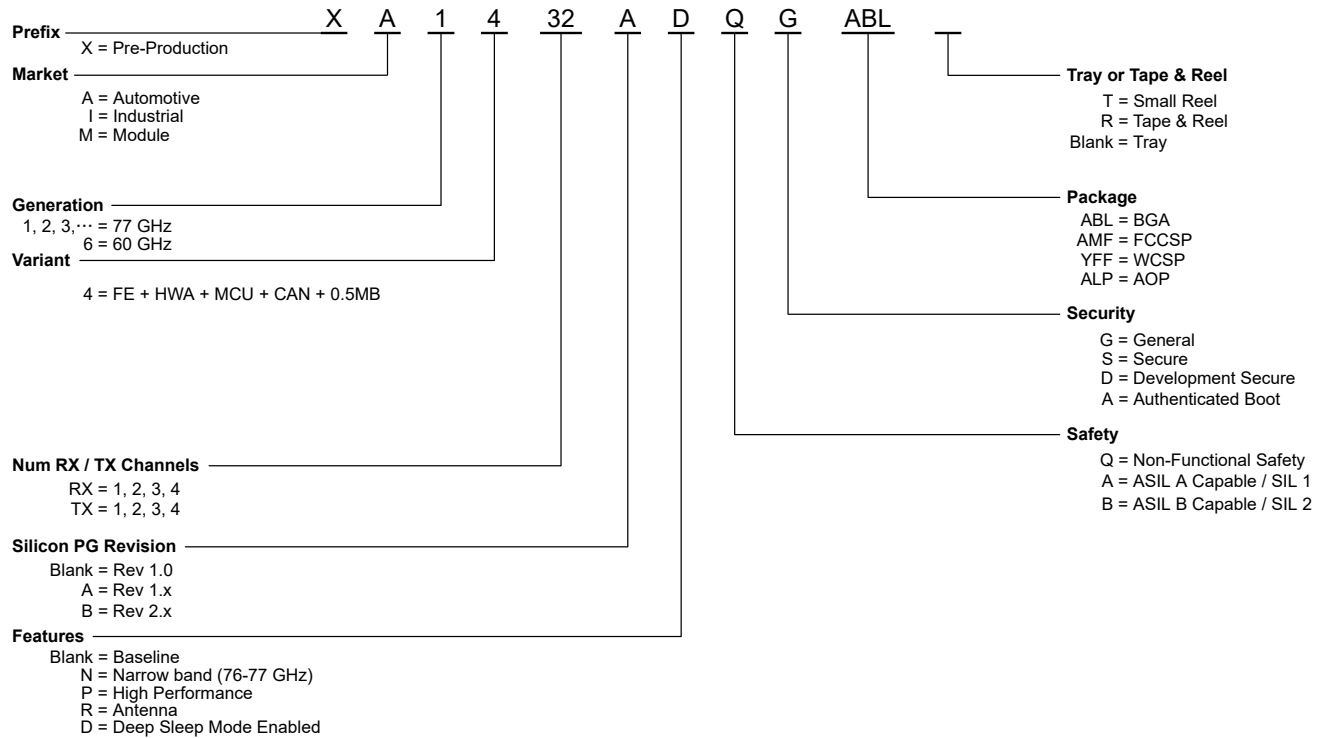 X A 1 4 32 A D Q G ABL
Prefix
X = Pre-Production
Market
A = Automotive
I = Industrial
M = Module
Generation
1, 2, 3,⋯ = 77 GHz
6 = 60 GHz
Variant
4 = FE + HWA + MCU + CAN + 0.5MB
Num RX / TX Channels
RX = 1, 2, 3, 4
TX = 1, 2, 3, 4
Silicon PG Revision
Blank = Rev 1.0
A = Rev 1.x
B = Rev 2.x
Features
Blank = Baseline
N = Narrow band (76-77 GHz)
P = High Performance
R = Antenna
D = Deep Sleep Mode Enabled
Tray or Tape & Reel
T = Small Reel
R = Tape & Reel
Blank = Tray
Package
ABL = BGA
AMF = FCCSP
YFF = WCSP
ALP = AOP
Security
G = General
S = Secure
D = Development Secure
A = Authenticated Boot
Safety
Q = Non-Functional Safety
A = ASIL A Capable / SIL 1
B = ASIL B Capable / SIL 2